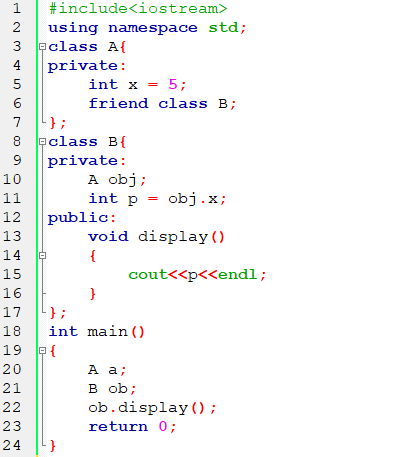 1 #include<iostream>
2 using namespace std;
3 class A{
4 private:
5     int x = 5;
6     friend class B;
7 };
8 class B{
9 private:
10     A obj;
11     int p = obj.x;
12 public:
13     void display()
14     {
15         cout<<p<<endl;
16     }
17 };
18 int main()
19 {
20     A a;
21     B ob;
22     ob.display();
23     return 0;
24 }